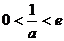 0 < 1/a < e